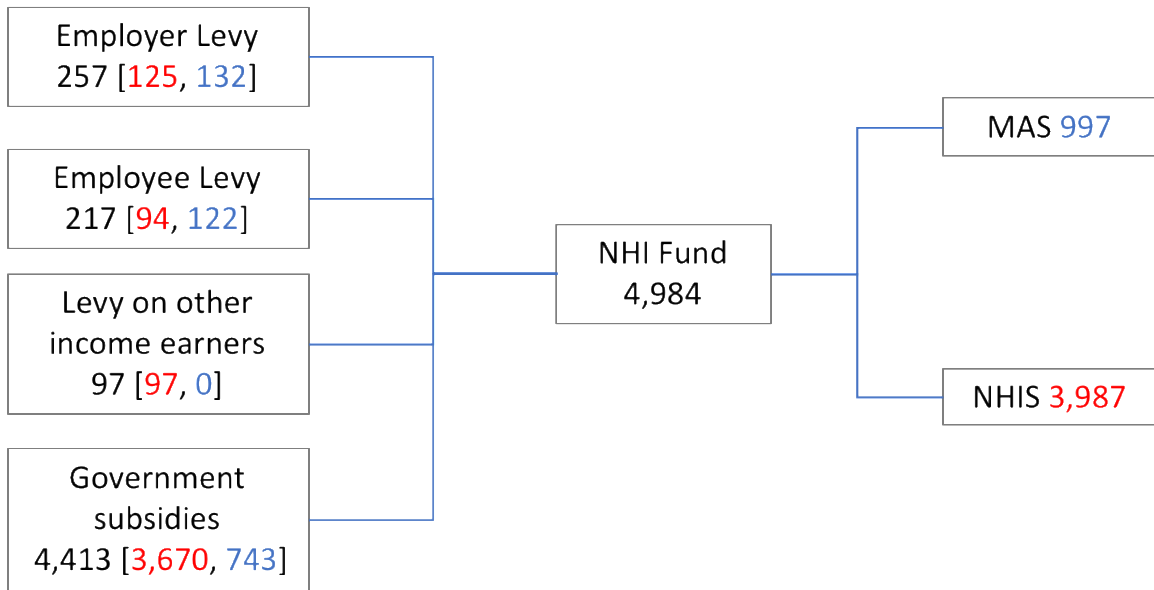 Employer Levy
257 [125, 132]
Employee Levy
217 [94, 122]
Levy on other
income earners
97 [97, 0]
Government
subsidies
4,413 [3,670, 743]
NHI Fund
4,984
MAS 997
NHIS 3,987